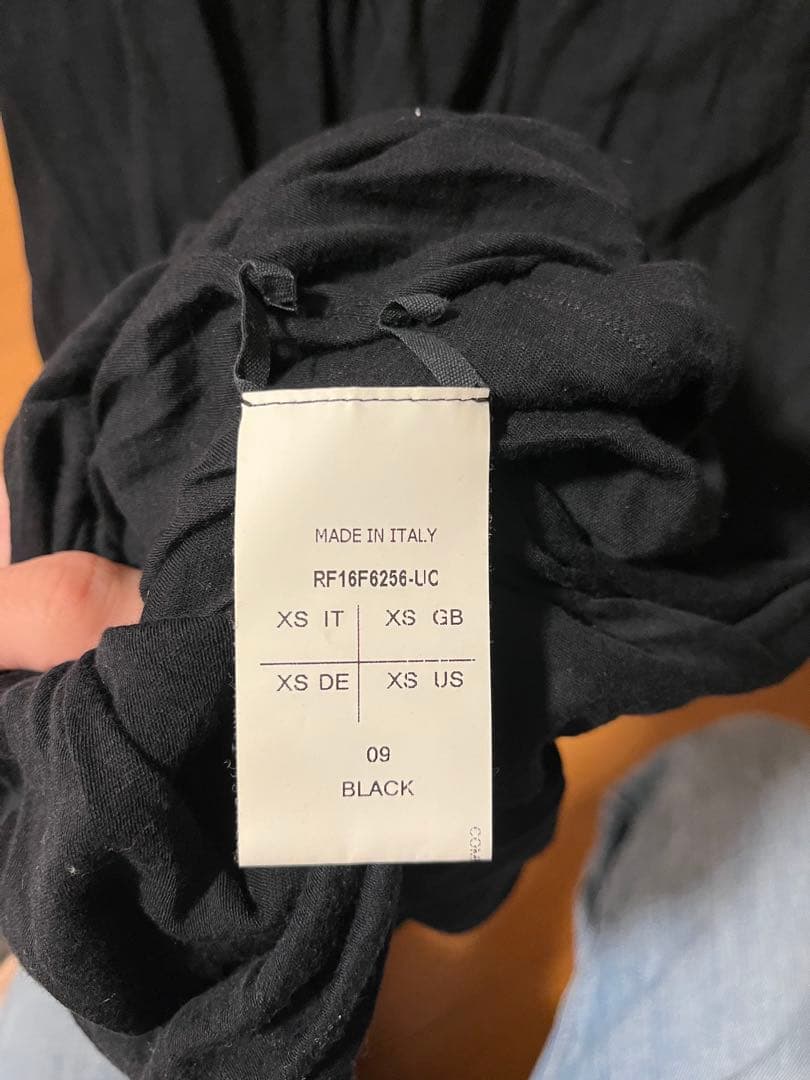 MADE IN ITALY
RF16F6256-UC
XS IT XS GB
XS DE XS US
09
BLACK